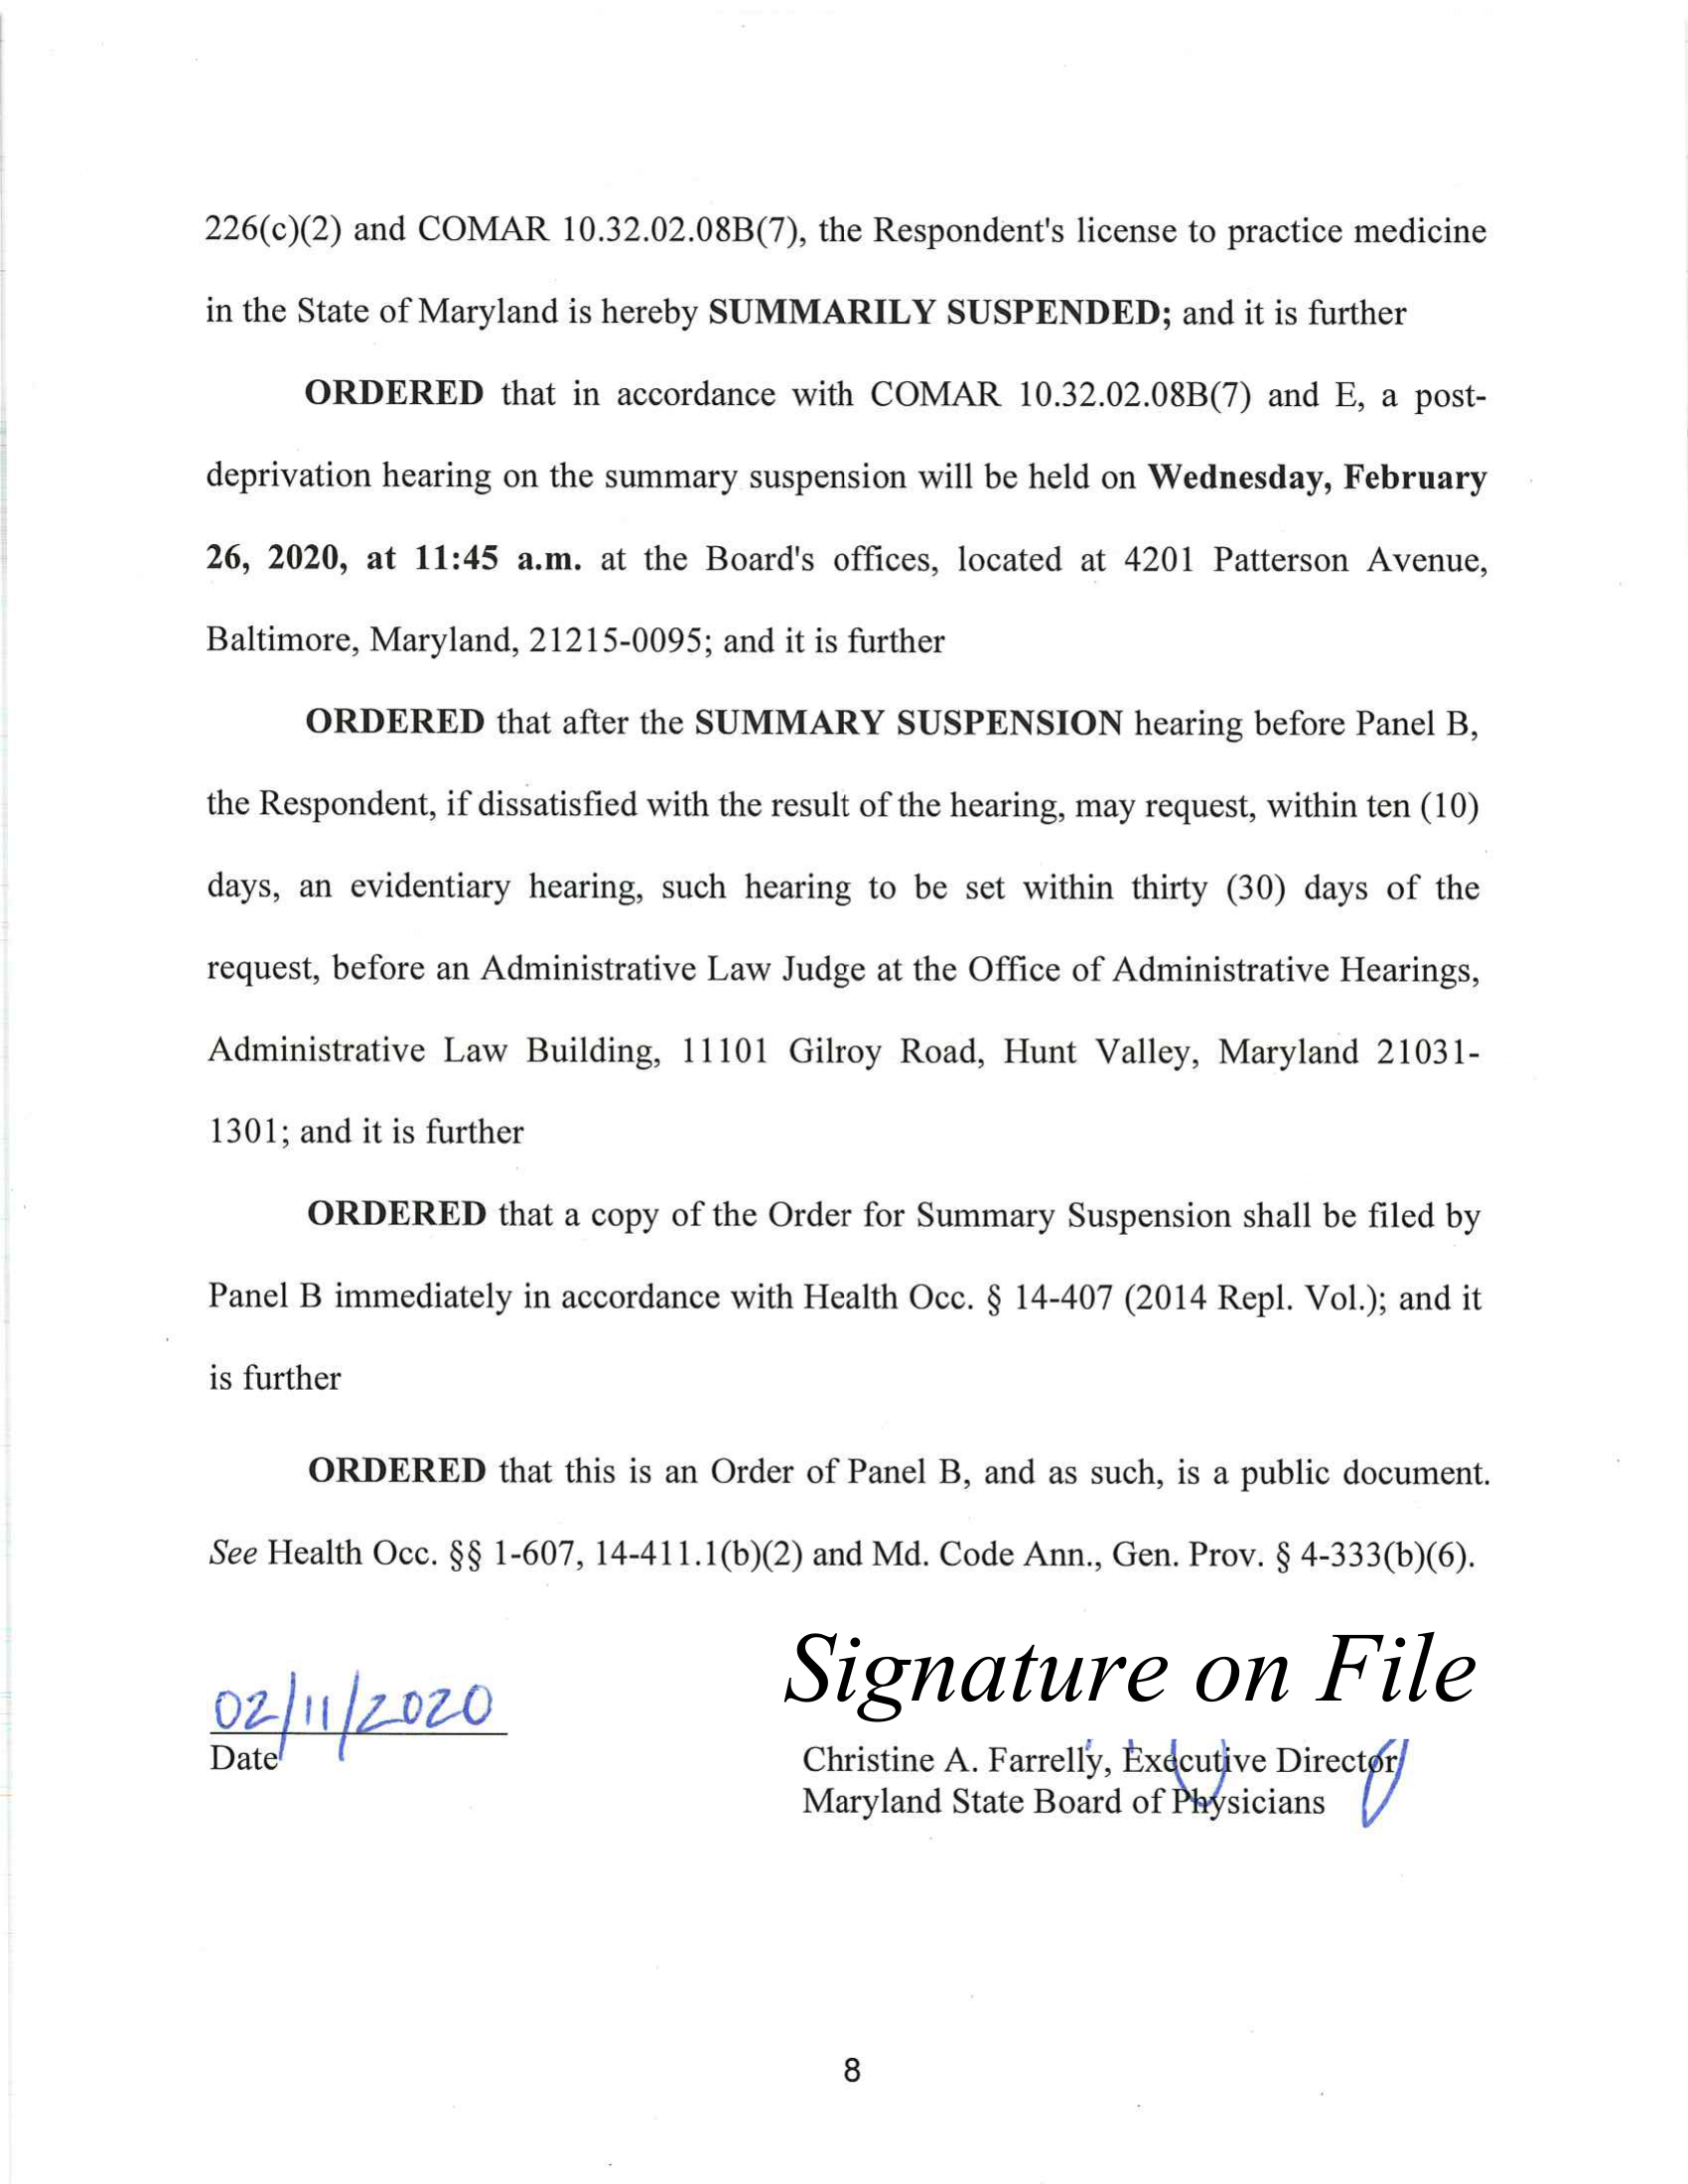 226(c)(2) and COMAR 10.32.02.08B(7), the Respondent's license to practice medicine
in the State of Maryland is hereby SUMMARILY SUSPENDED; and it is further
ORDERED that in accordance with COMAR 10.32.02.08B(7) and E, a post-
deprivation hearing on the summary suspension will be held on Wednesday, February
26, 2020, at 11:45 a.m. at the Board's offices, located at 4201 Patterson Avenue,
Baltimore, Maryland, 21215-0095; and it is further
ORDERED that after the SUMMARY SUSPENSION hearing before Panel B,
the Respondent, if dissatisfied with the result of the hearing, may request, within ten (10)
days, an evidentiary hearing, such hearing to be set within thirty (30) days of the
request, before an Administrative Law Judge at the Office of Administrative Hearings,
Administrative Law Building, 11101 Gilroy Road, Hunt Valley, Maryland 21031-
1301; and it is further
ORDERED that a copy of the Order for Summary Suspension shall be filed by
Panel B immediately in accordance with Health Occ. § 14-407 (2014 Repl. Vol.); and it
is further
ORDERED that this is an Order of Panel B, and as such, is a public document.
See Health Occ. §§ 1-607, 14-411.1(b)(2) and Md. Code Ann., Gen. Prov. § 4-333(b)(6).
02/11/2020
Date
Signature on File
Christine A. Farrelly, Executive Director
Maryland State Board of Physicians
8